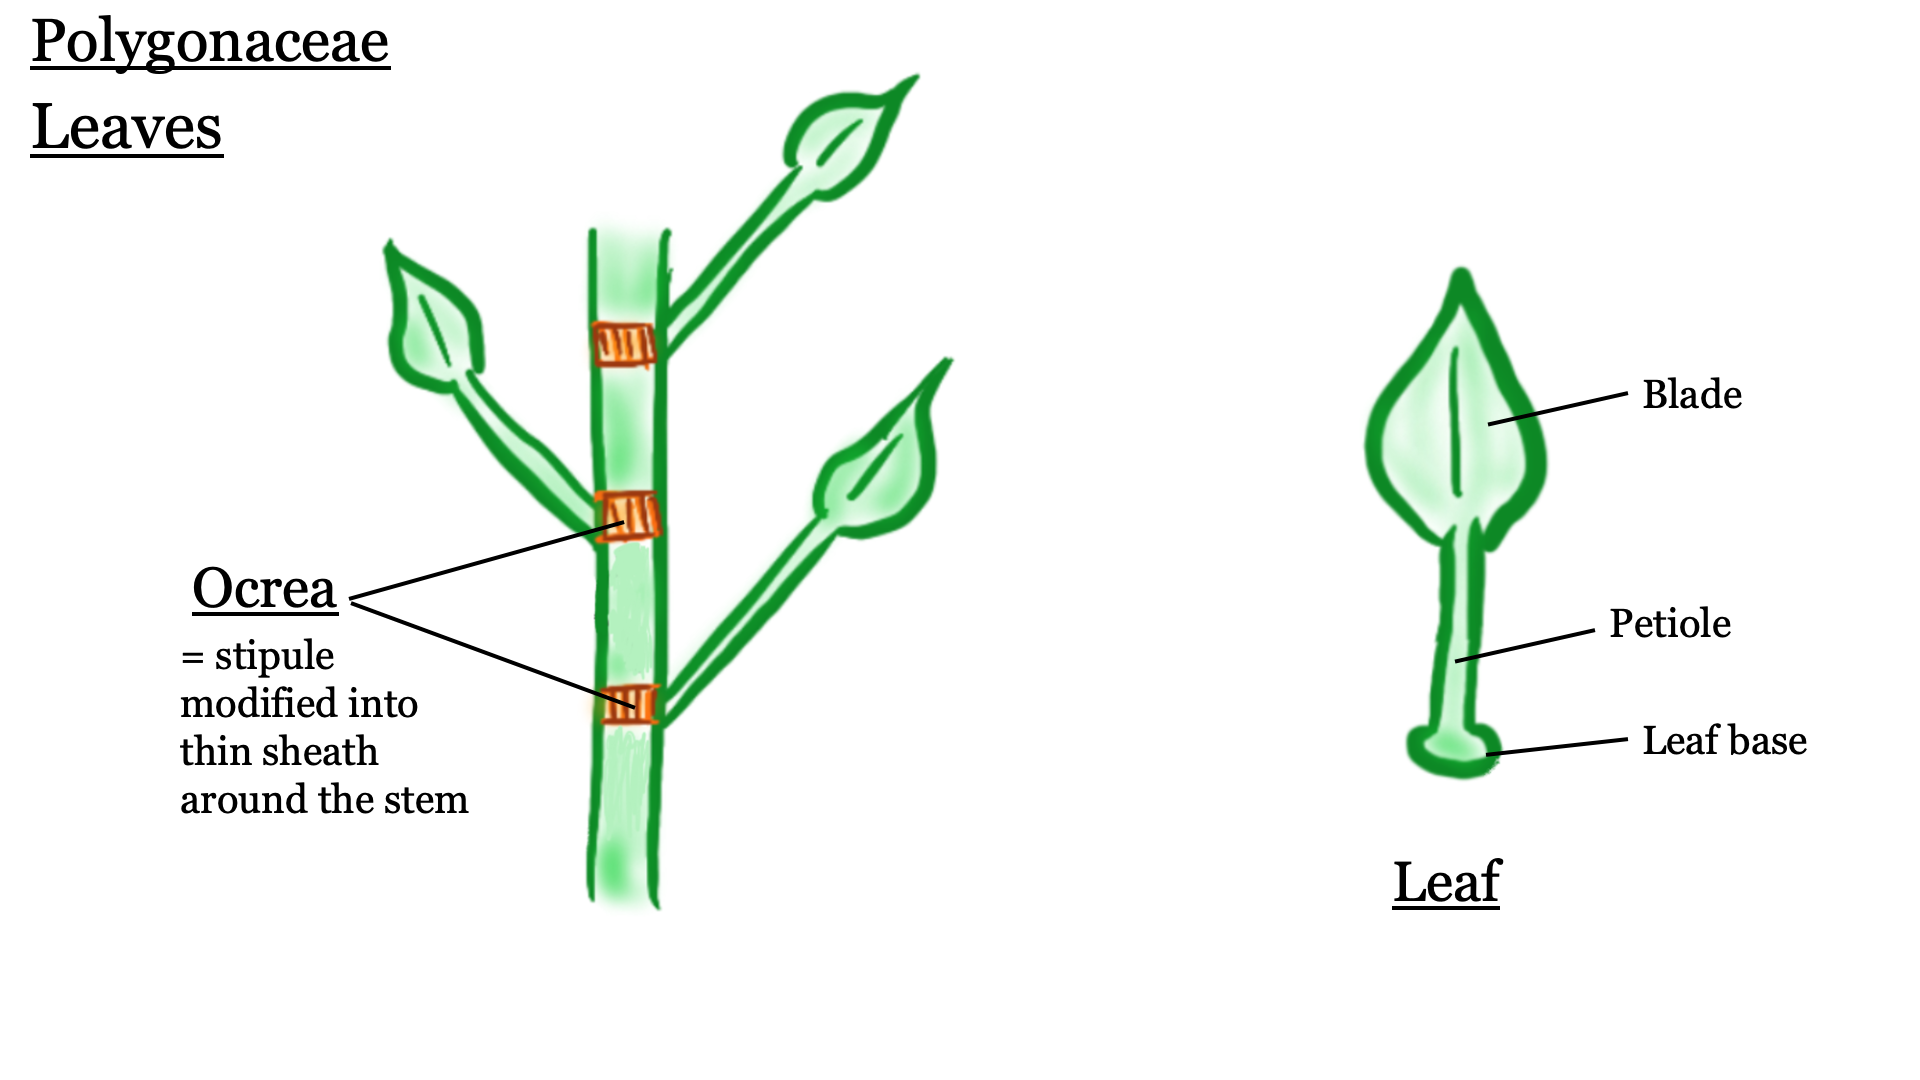 Polygonaceae
Leaves
Ocrea
= stipule
modified into
thin sheath
around the stem
Blade
Petiole
Leaf base
Leaf